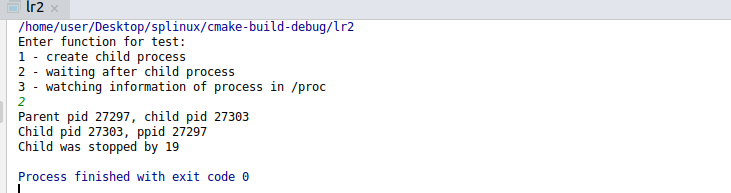 lr2
/home/user/Desktop/splinux/cmake-build-debug/lr2
Enter function for test:
1 - create child process
2 - waiting after child process
3 - watching information of process in /proc
2
Parent pid 27297, child pid 27303
Child pid 27303, ppid 27297
Child was stopped by 19
Process finished with exit code 0